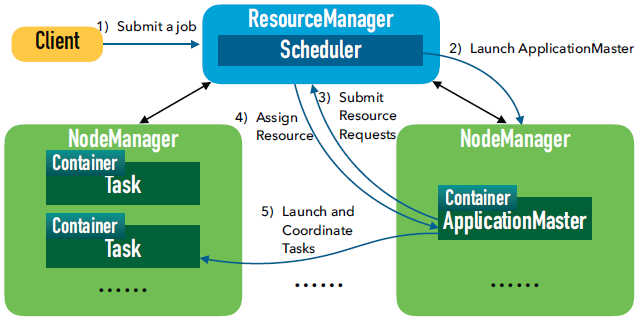 ResourceManager
1) Submit a job
Client
Scheduler
2) Launch ApplicationMaster
3) Submit
Resource
Requests
4) Assign
Resource
NodeManager
Container
Task
Container
Task
......
5) Launch and
Coordinate
Tasks
......
NodeManager
Container
ApplicationMaster
......